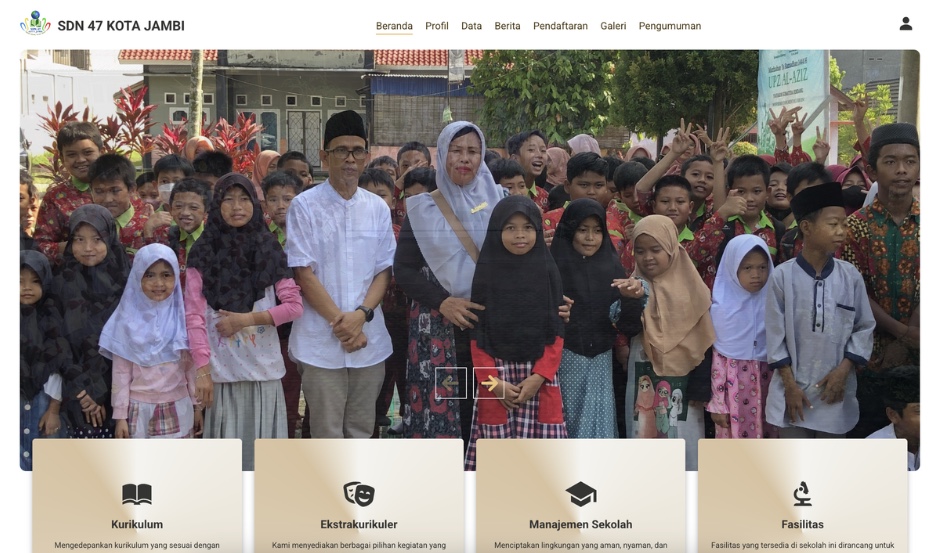 SDN 47 KOTA JAMBI
Beranda Profil Data Berita Pendaftaran Galeri Pengumuman
UPZ AL-AZIZ
Kurikulum
Ekstrakurikuler
Manajemen Sekolah
Fasilitas
Mengedepankan kurikulum yang sesuai dengan
Kami menyediakan berbagai pilihan kegiatan yang
Menciptakan lingkungan yang aman, nyaman, dan
Fasilitas yang tersedia di sekolah ini dirancang untuk